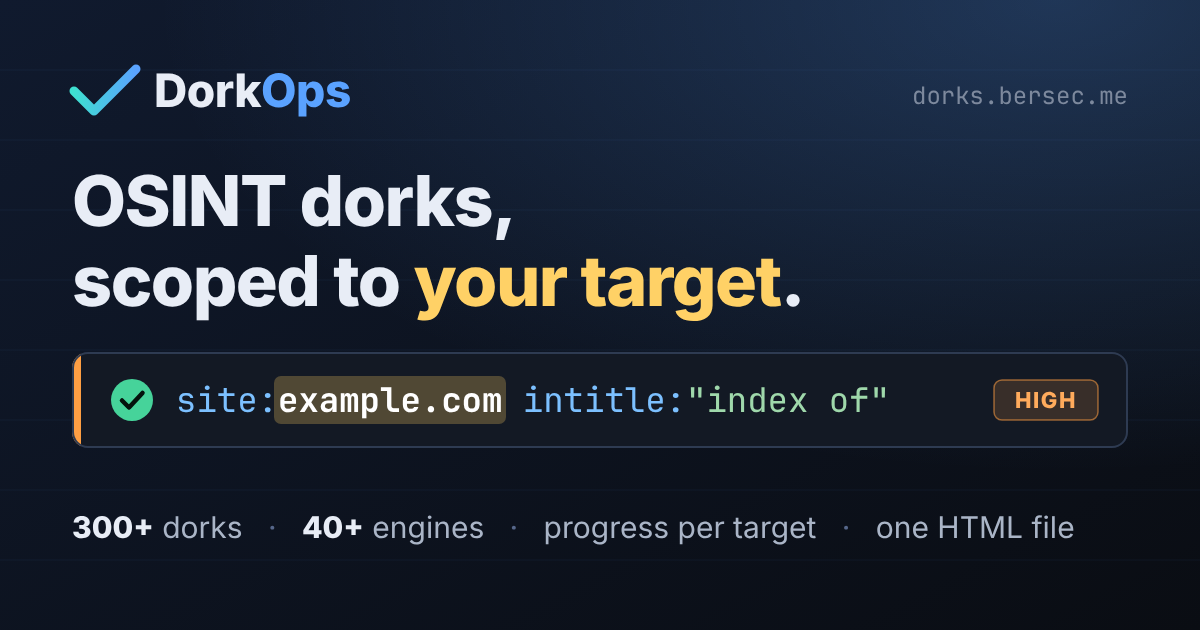 DorkOps
dorks.bersec.me
OSINT dorks,
scoped to your target.
site:example.com intitle:"index of"
HIGH
300+ dorks · 40+ engines · progress per target · one HTML file